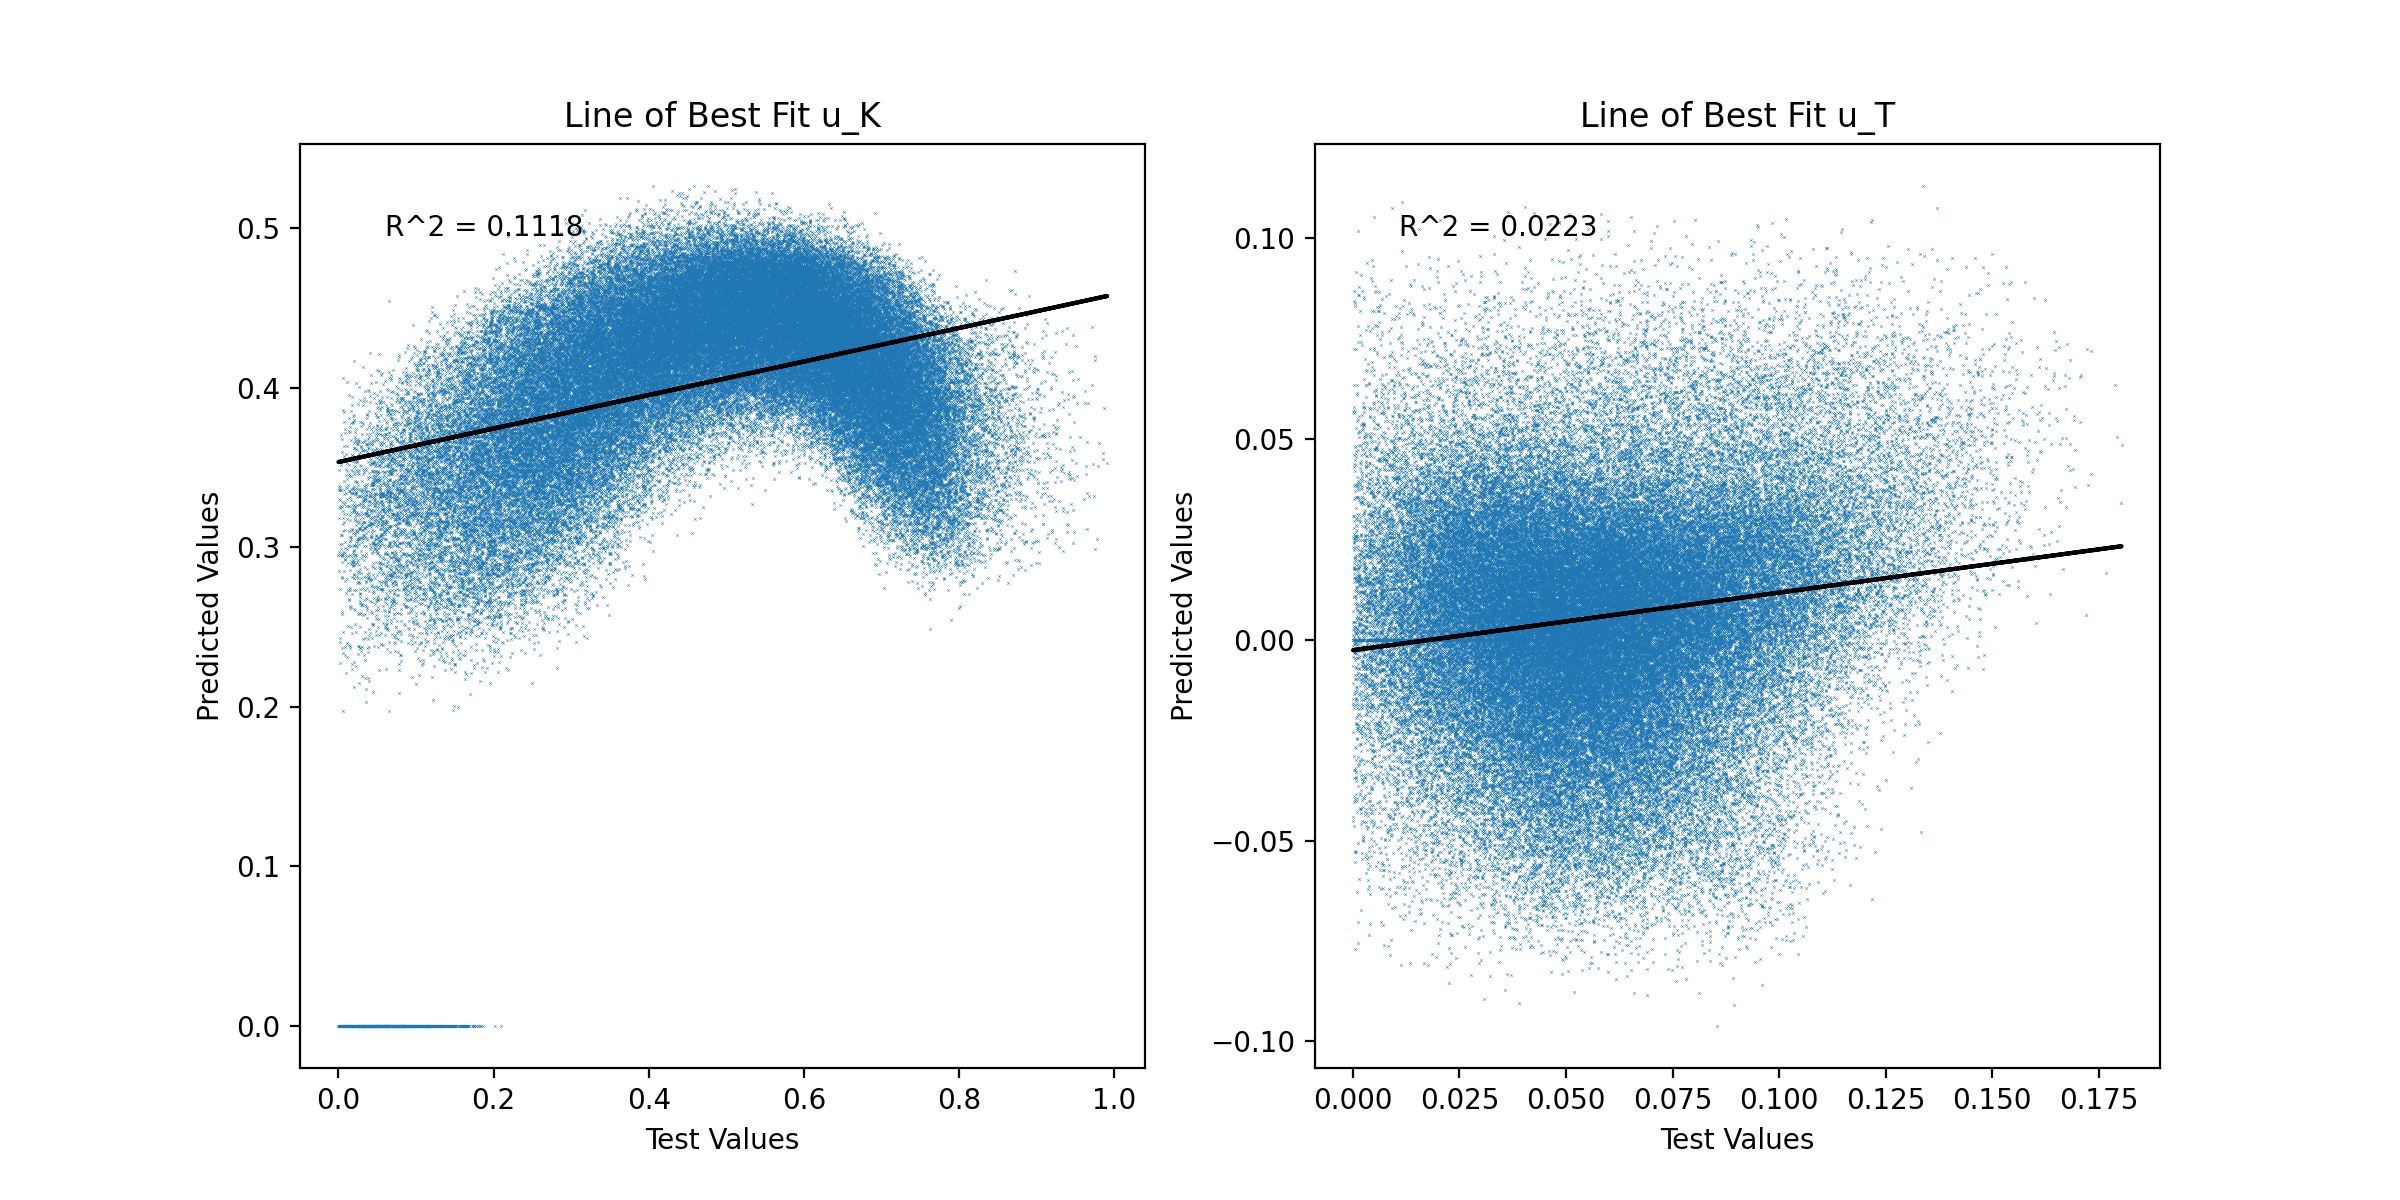 Line of Best Fit u_K
R^2 = 0.1118
Predicted Values
0.5
0.4
0.3
0.2
0.1
0.0
0.0 0.2 0.4 0.6 0.8 1.0
Test Values
Line of Best Fit u_T
R^2 = 0.0223
Predicted Values
0.10
0.05
0.00
−0.05
−0.10
0.000 0.025 0.050 0.075 0.100 0.125 0.150 0.175
Test Values